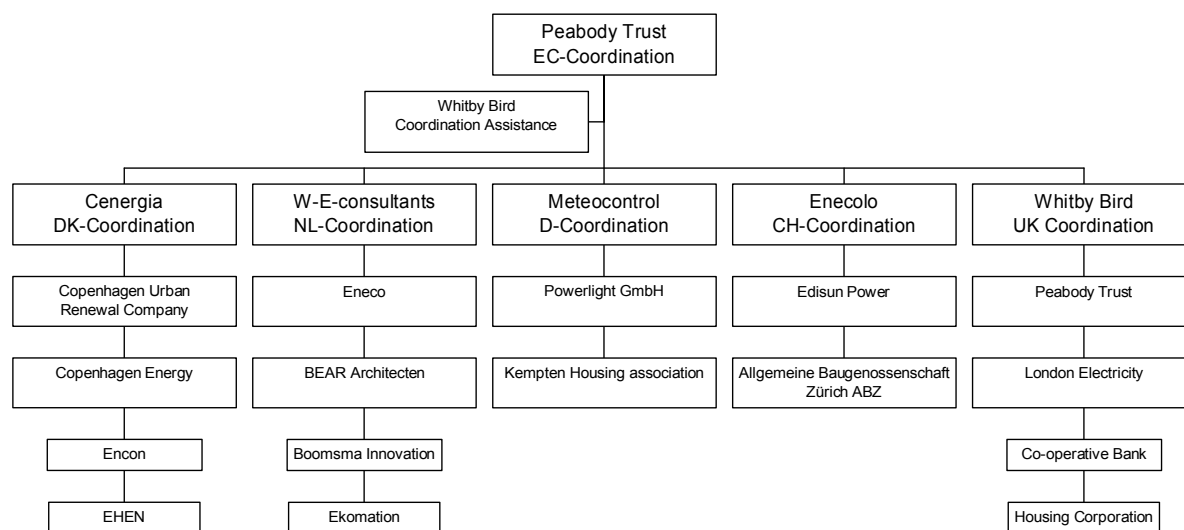 Peabody Trust
EC-Coordination
Whitby Bird
Coordination Assistance
Cenergia
DK-Coordination
W-E-consultants
NL-Coordination
Meteocontrol
D-Coordination
Enecolo
CH-Coordination
Whitby Bird
UK Coordination
Copenhagen Urban
Renewal Company
Eneco
Powerlight GmbH
Edisun Power
Peabody Trust
Copenhagen Energy
BEAR Architecten
Kempten Housing association
Allgemeine Baugenossenschaft
Zürich ABZ
London Electricity
Encon
Boomsma Innovation
Co-operative Bank
EHEN
Ekomation
Housing Corporation